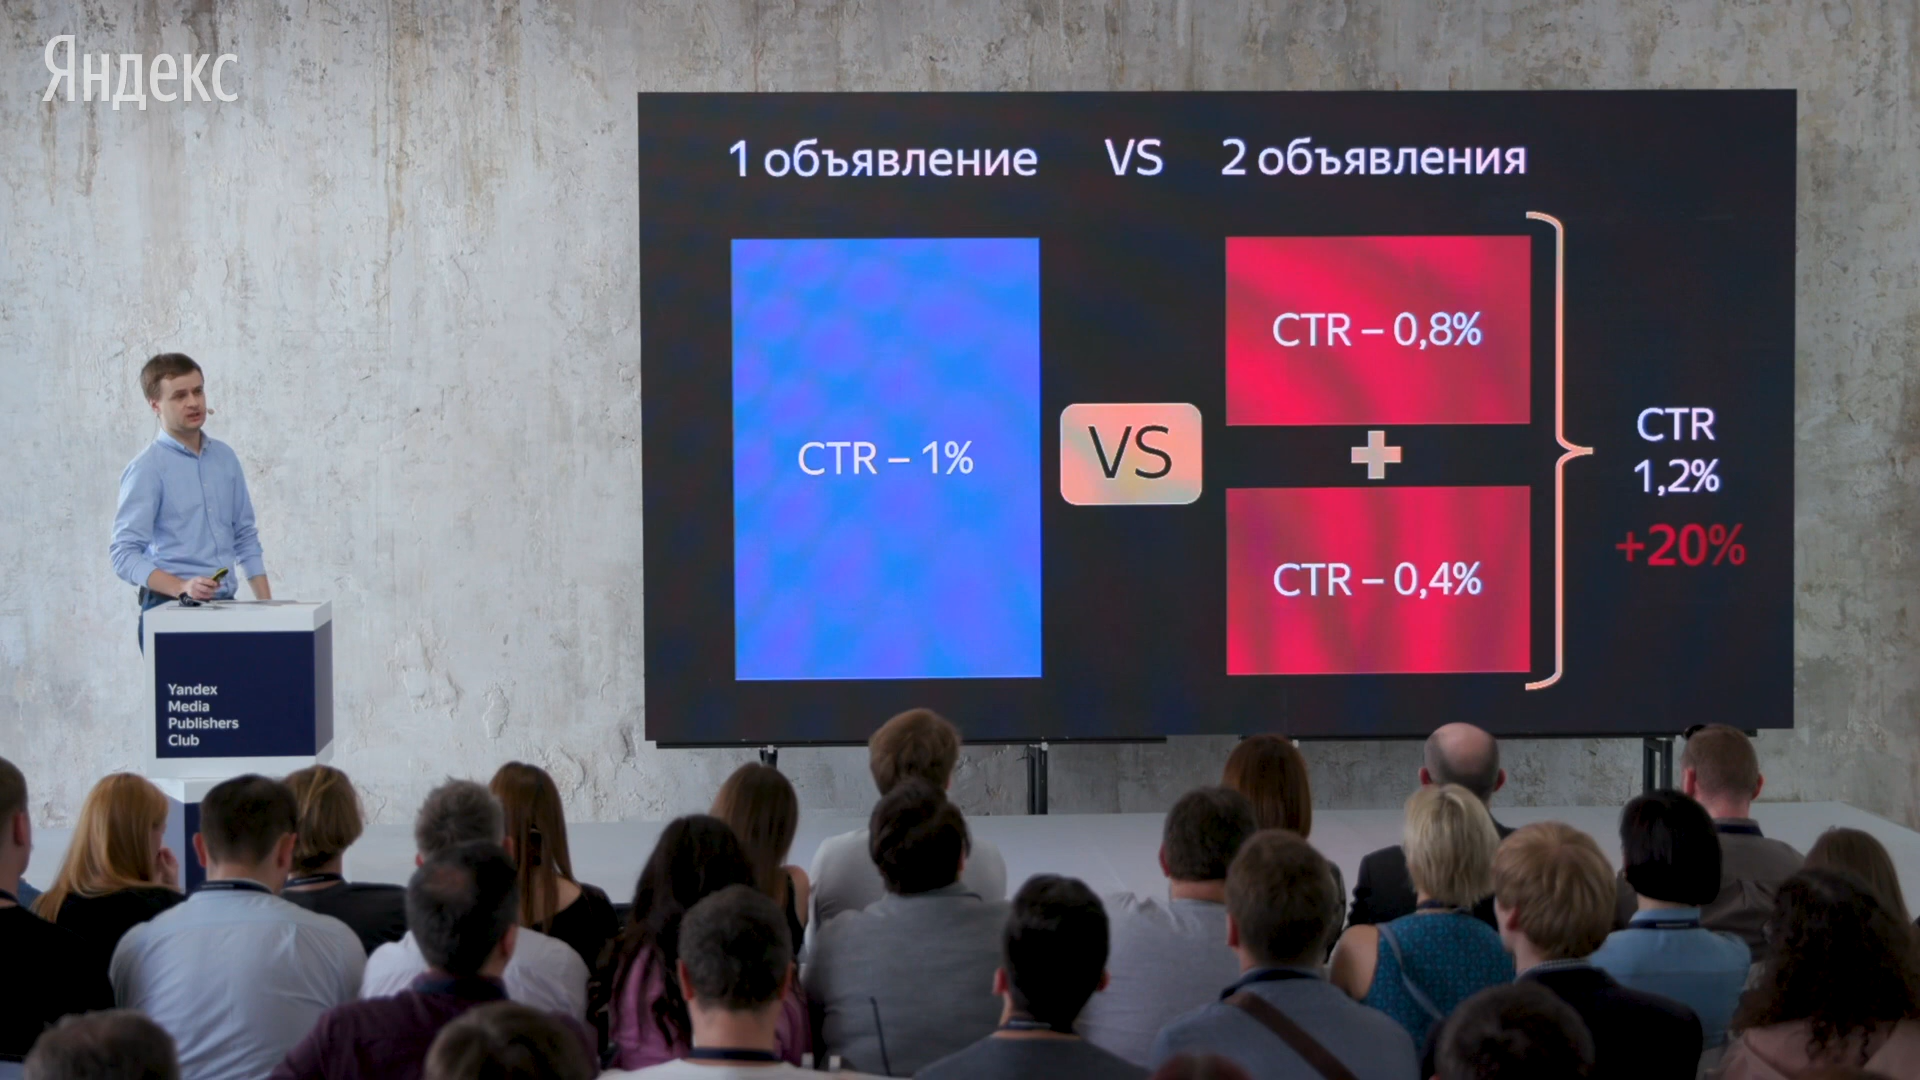 Яндекс
1 объявление VS 2 объявления
CTR – 1%
VS
CTR – 0,8%
+
CTR – 0,4%
CTR
1,2%
+20%
Yandex
Media
Publishers
Club